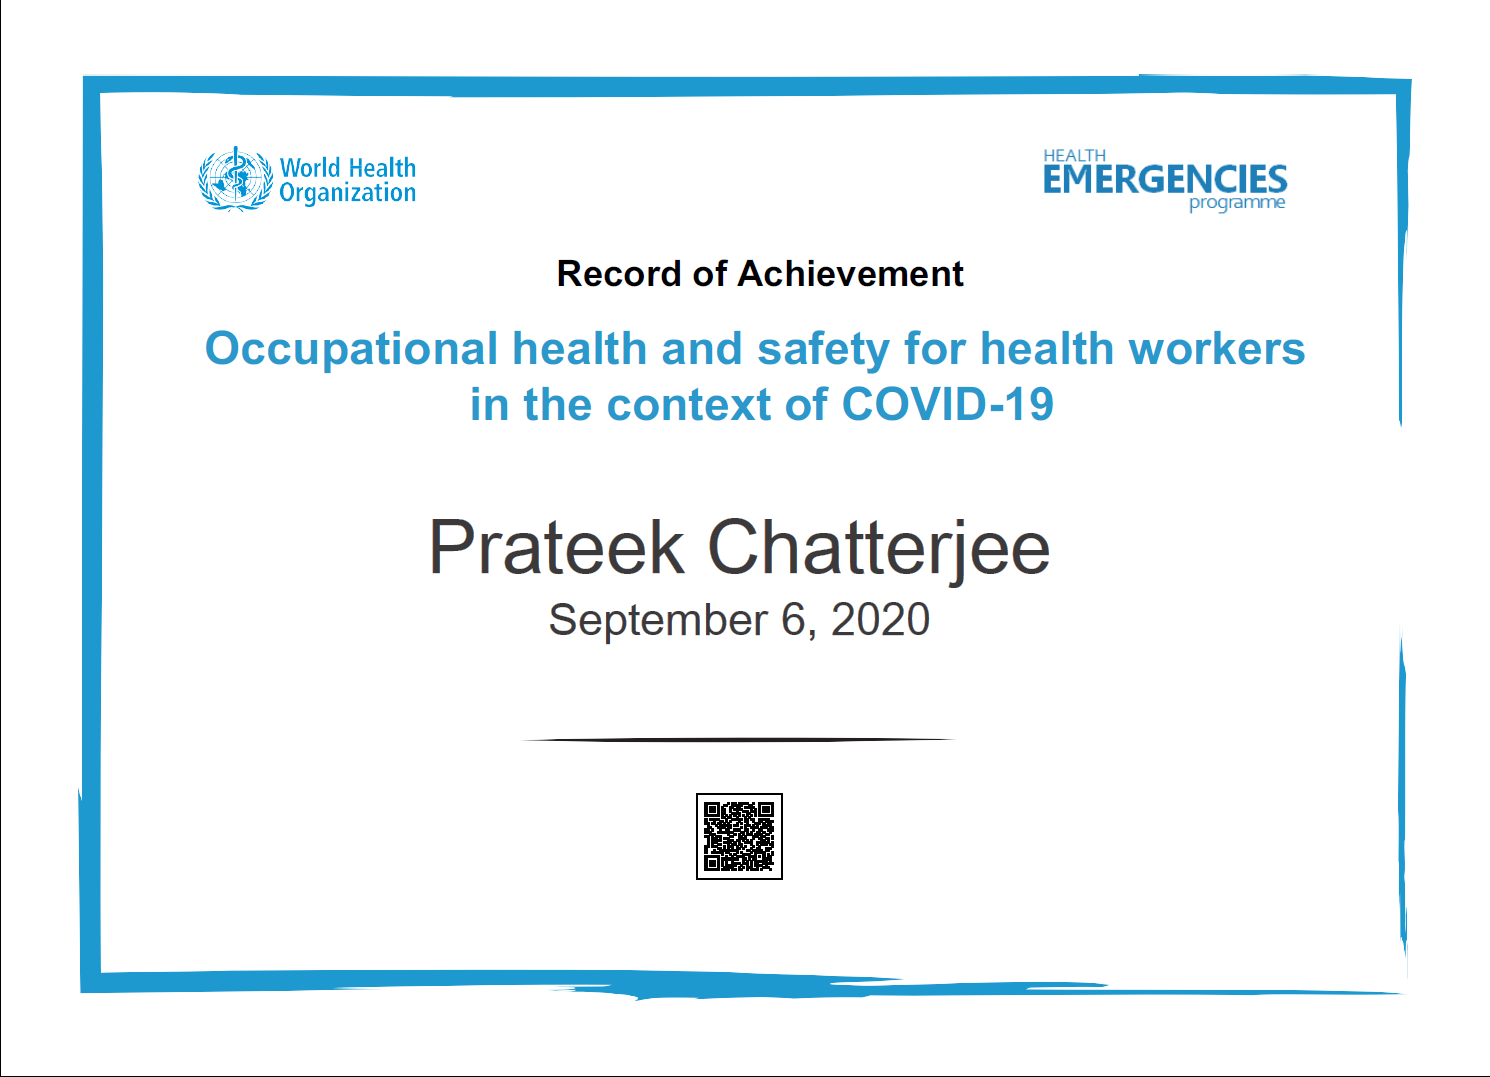 World Health
Organization
HEALTH
EMERGENCIES
programme
Record of Achievement
Occupational health and safety for health workers
in the context of COVID-19
Prateek Chatterjee
September 6, 2020